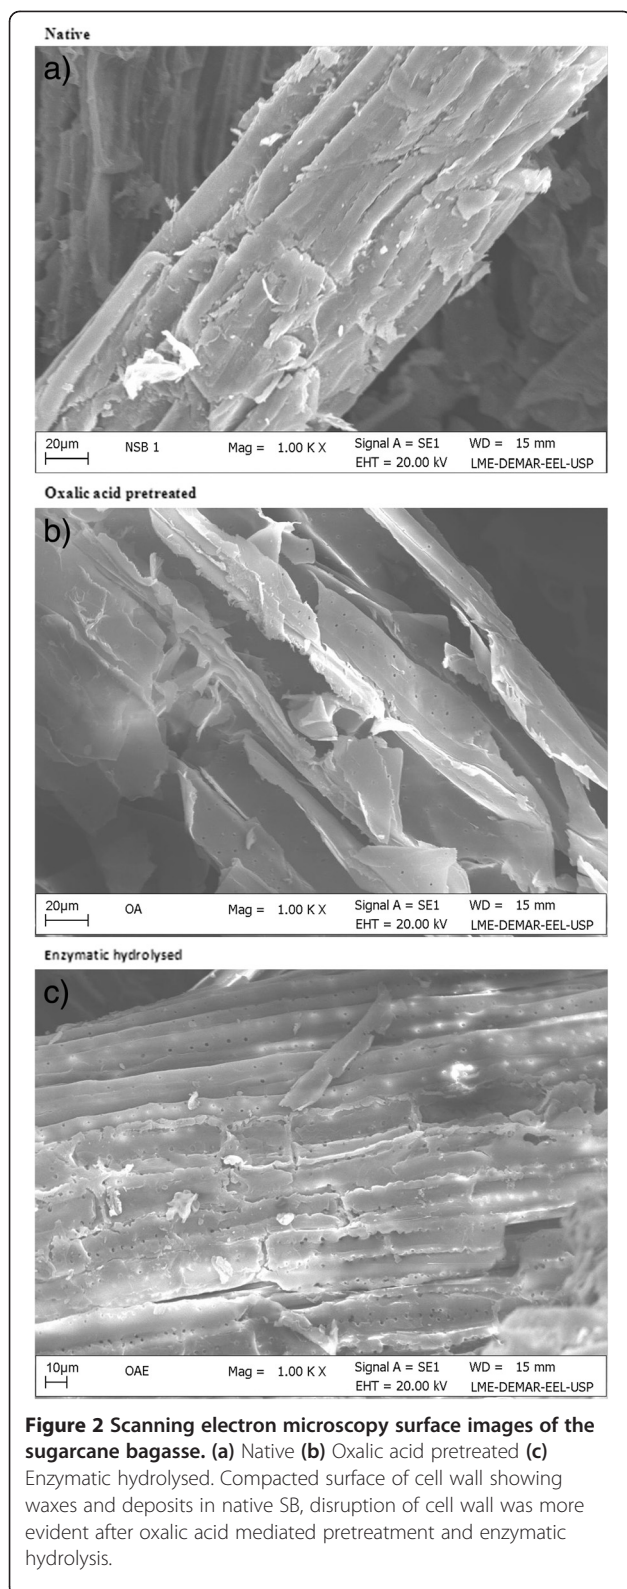 Native
a)
20µm NSB 1 Mag = 1.00 K X Signal A = SE1 WD = 15 mm
EHT = 20.00 kV LME-DEMAR-EEL-USP
Oxalic acid pretreated
b)
20µm OA Mag = 1.00 K X Signal A = SE1 WD = 15 mm
EHT = 20.00 kV LME-DEMAR-EEL-USP
Enzymatic hydrolysed
c)
10µm OAE Mag = 1.00 K X Signal A = SE1 WD = 15 mm
EHT = 20.00 kV LME-DEMAR-EEL-USP
Figure 2 Scanning electron microscopy surface images of the
sugarcane bagasse. (a) Native (b) Oxalic acid pretreated (c)
Enzymatic hydrolysed. Compacted surface of cell wall showing
waxes and deposits in native SB, disruption of cell wall was more
evident after oxalic acid mediated pretreatment and enzymatic
hydrolysis.